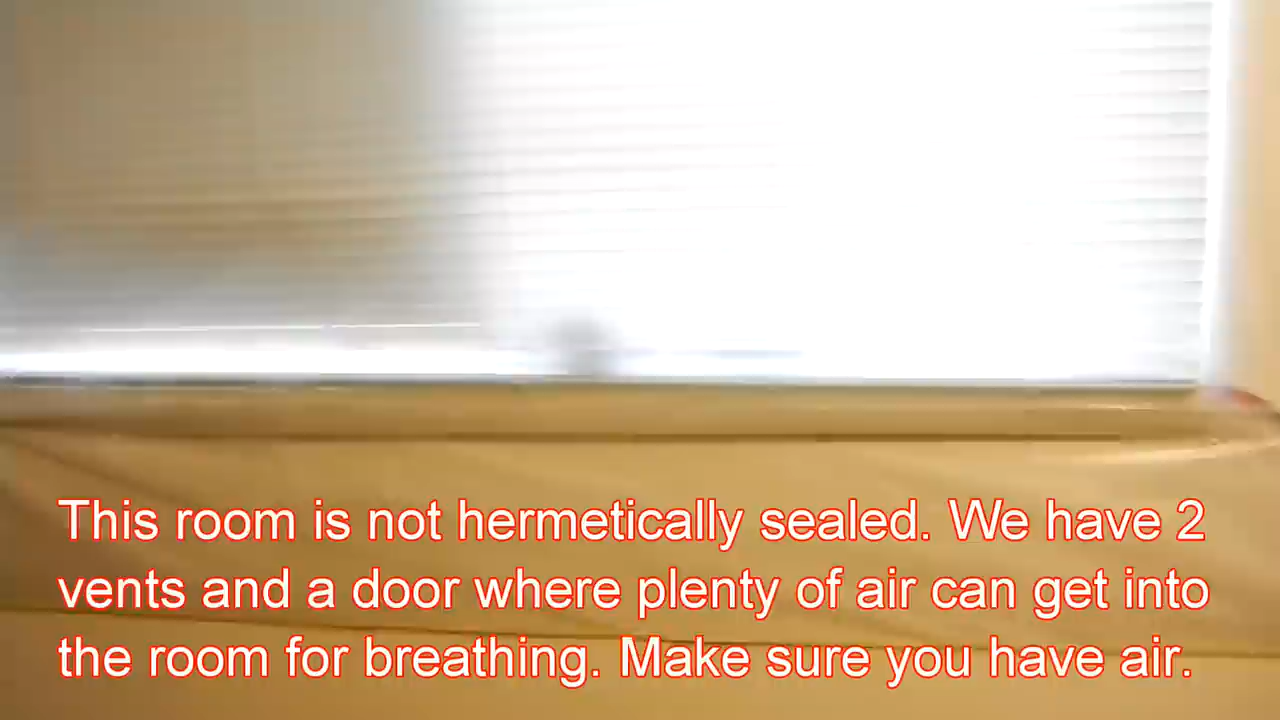 This room is not hermetically sealed. We have 2
vents and a door where plenty of air can get into
the room for breathing. Make sure you have air.